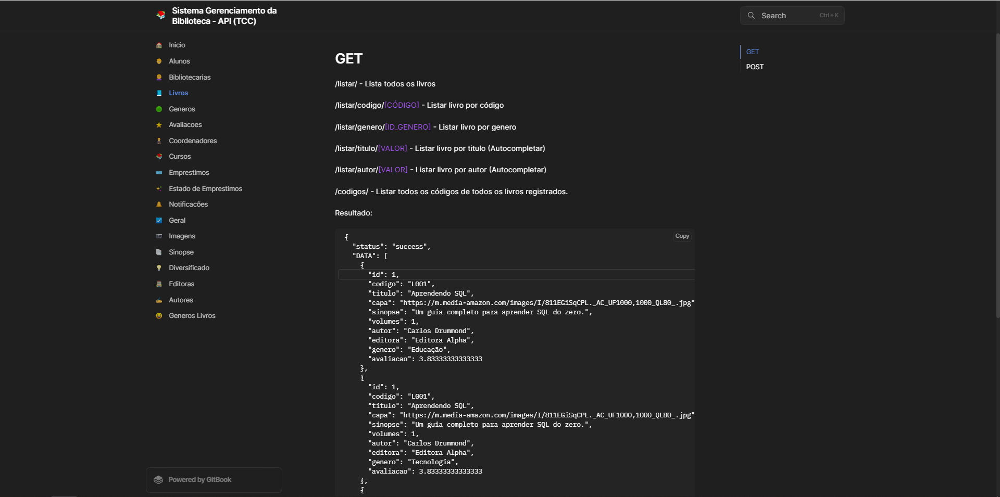 Sistema Gerenciamento da
Biblioteca - API (TCC)
Search
Ctrl + K
Inicio
Alunos
Bibliotecarias
Livros
Generos
Avaliacoes
Coordenadores
Cursos
Emprestimos
Estado de Emprestimos
Notificacões
Geral
Imagens
Sinopse
Diversificado
Editoras
Autores
Generos Livros
Powered by GitBook
GET
/listar/ - Lista todos os livros
/listar/codigo/[CÓDIGO] - Listar livro por código
/listar/genero/[ID_GENERO] - Listar livro por genero
/listar/titulo/[VALOR] - Listar livro por titulo (Autocompletar)
/listar/autor/[VALOR] - Listar livro por autor (Autocompletar)
/codigos/ - Listar todos os códigos de todos os livros registrados.
Resultado:
Copy
{
"status": "success",
"DATA": [
{
"id": 1,
"codigo": "L001",
"titulo": "Aprendendo SQL",
"capa": "https://m.media-amazon.com/images/I/811EGiSqCPL._AC_UF1000,1000_QL80_.jpg"
"sinopse": "Um guia completo para aprender SQL do zero.",
"volumes": 1,
"autor": "Carlos Drummond",
"editora": "Editora Alpha",
"genero": "Educação",
"avaliacao": 3.83333333333333
},
{
"id": 1,
"codigo": "L001",
"titulo": "Aprendendo SQL",
"capa": "https://m.media-amazon.com/images/I/811EGiSqCPL._AC_UF1000,1000_QL80_.jpg"
"sinopse": "Um guia completo para aprender SQL do zero.",
"volumes": 1,
"autor": "Carlos Drummond",
"editora": "Editora Alpha",
"genero": "Tecnologia",
"avaliacao": 3.83333333333333
},
{
GET
POST